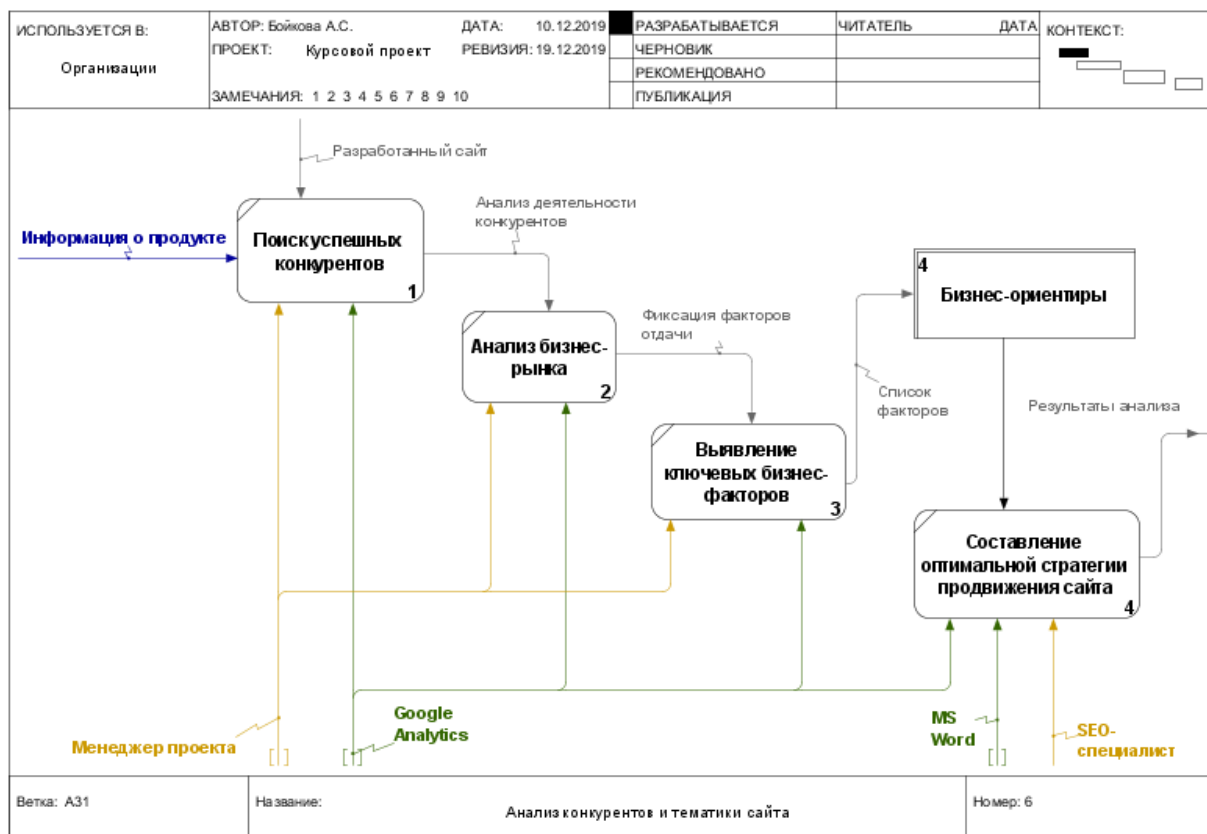 ИСПОЛЬЗУЕТСЯ В:
Организации
АВТОР: Бойкова А.С.
ДАТА: 10.12.2019
ПРОЕКТ: Курсовой проект
РЕВИЗИЯ: 19.12.2019
ЗАМЕЧАНИЯ: 1 2 3 4 5 6 7 8 9 10
РАЗРАБАТЫВАЕТСЯ
ЧЕРНОВИК
РЕКОМЕНДОВАНО
ПУБЛИКАЦИЯ
ЧИТАТЕЛЬ
ДАТА
КОНТЕКСТ:
Разработанный сайт
Информация о продукте
Поиск успешных
конкурентов
1
Анализ деятельности
конкурентов
Анализ бизнес-
рынка
2
Фиксация факторов
отдачи
Выявление
ключевых бизнес-
факторов
3
Список
факторов
4
Бизнес-ориентиры
Результаты анализа
Составление
оптимальной стратегии
продвижения сайта
4
Менеджер проекта
Google
Analytics
MS
Word
SEO-
специалист
Ветка: A31
Название:
Анализ конкурентов и тематики сайта
Номер: 6